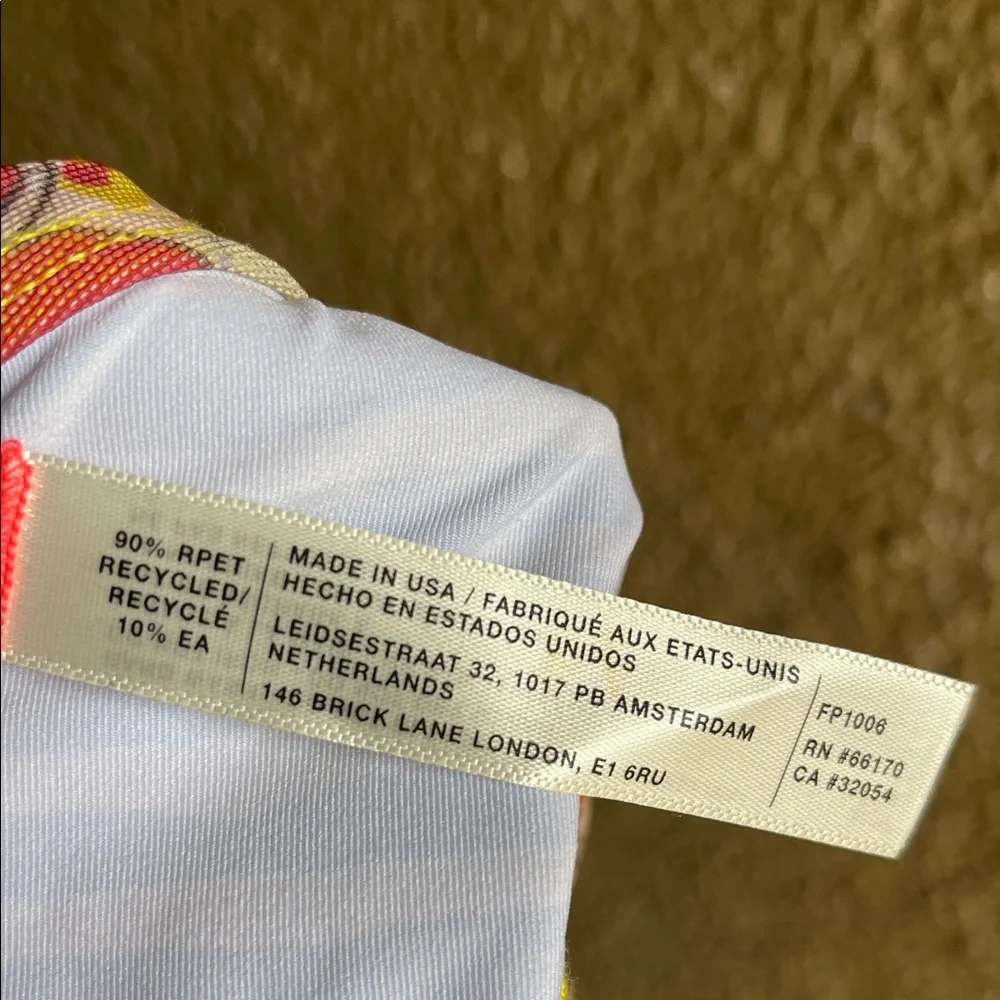 90% RPET
RECYCLED/
RECYCLÉ
10% EA
MADE IN USA / FABRIQUÉ AUX ETATS-UNIS
HECHO EN ESTADOS UNIDOS
LEIDSESTRAAT 32, 1017 PB AMSTERDAM
NETHERLANDS
146 BRICK LANE LONDON, E1 6RU
FP1006
RN #66170
CA #32054